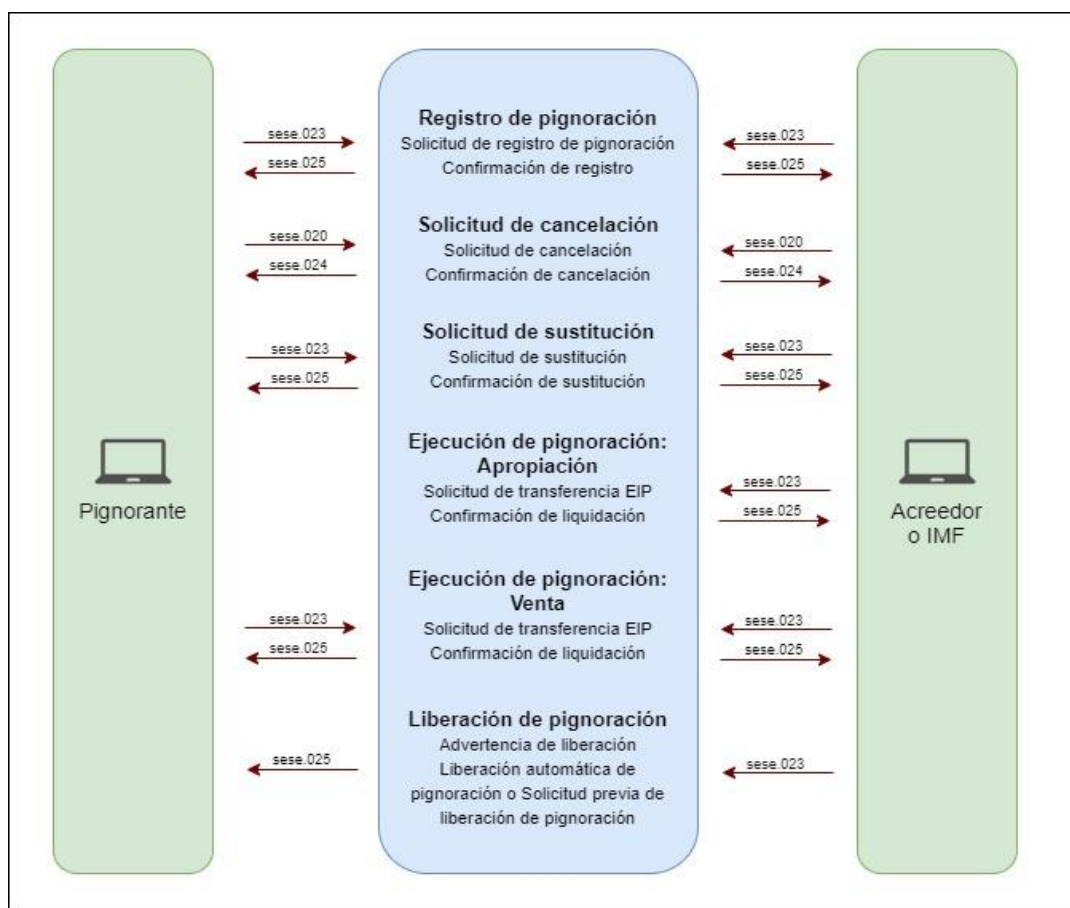 Registro de pignoración
sese.023
Solicitud de registro de pignoración
sese.023
sese.025
Confirmación de registro
sese.025
Solicitud de cancelación
sese.020
Solicitud de cancelación
sese.020
sese.024
Confirmación de cancelación
sese.024
Solicitud de sustitución
sese.023
Solicitud de sustitución
sese.023
sese.025
Confirmación de sustitución
sese.025
Ejecución de pignoración:
Apropiación
Solicitud de transferencia EIP
sese.023
Confirmación de liquidación
sese.025
Pignorante
Acreedor
o IMF
Ejecución de pignoración:
Venta
sese.023
Solicitud de transferencia EIP
sese.023
sese.025
Confirmación de liquidación
sese.025
Liberación de pignoración
Advertencia de liberación
sese.025
Liberación automática de
pignoración o Solicitud previa de
liberación de pignoración
sese.023